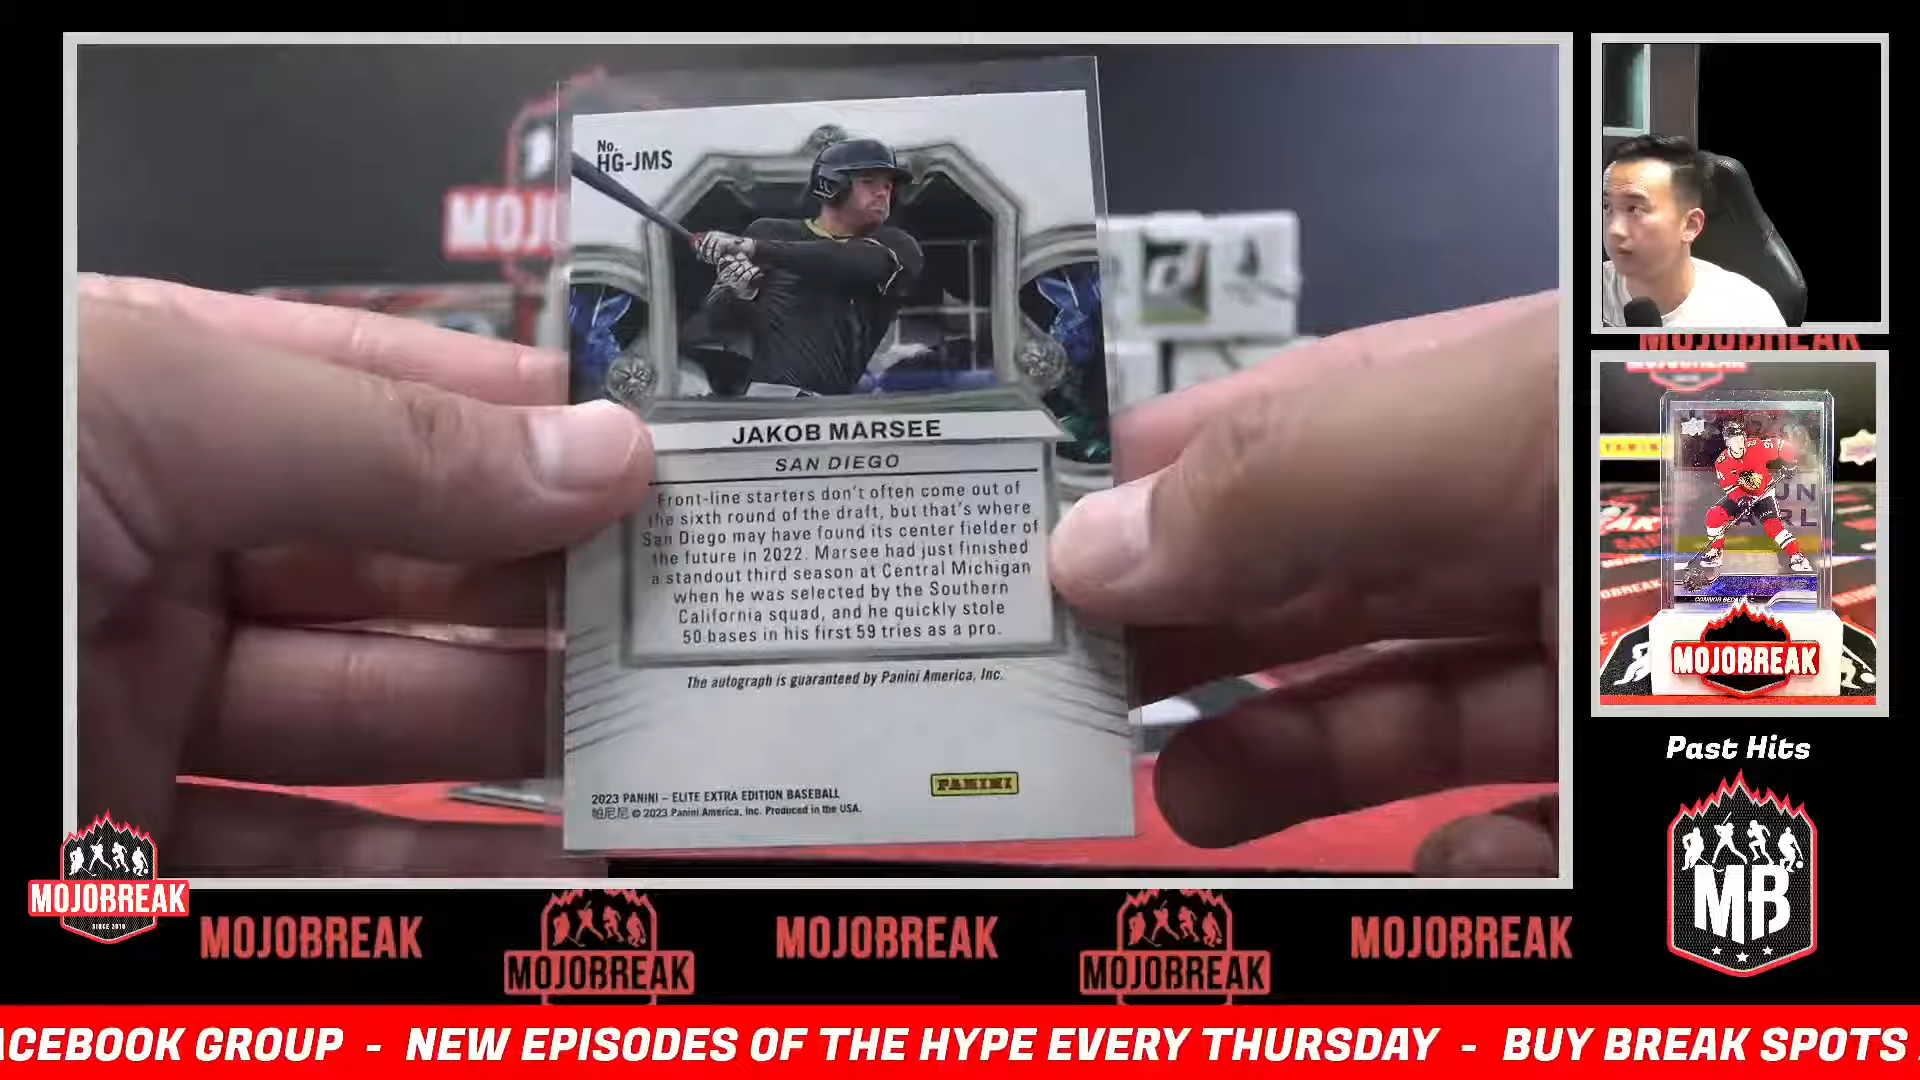 No.
HG-JMS
JAKOB MARSEE
SAN DIEGO
Front-line starters don't often come out of
the sixth round of the draft, but that's where
San Diego may have found its center fielder of
the future in 2022. Marsee had just finished
a standout third season at Central Michigan
when he was selected by the Southern
California squad, and he quickly stole
50 bases in his first 59 tries as a pro.
The autograph is guaranteed by Panini America, Inc.
PANINI
2023 PANINI – ELITE EXTRA EDITION BASEBALL
帕尼尼 © 2023 Panini America, Inc. Produced in the USA.
MOJO
MOJOBREAK
PANINI
MOJOBREAK
Past Hits
MB
MOJOBREAK
SINCE 2010
MOJOBREAK
MOJOBREAK
MOJOBREAK
MOJOBREAK
MOJOBREAK
ACEBOOK GROUP - NEW EPISODES OF THE HYPE EVERY THURSDAY - BUY BREAK SPOTS